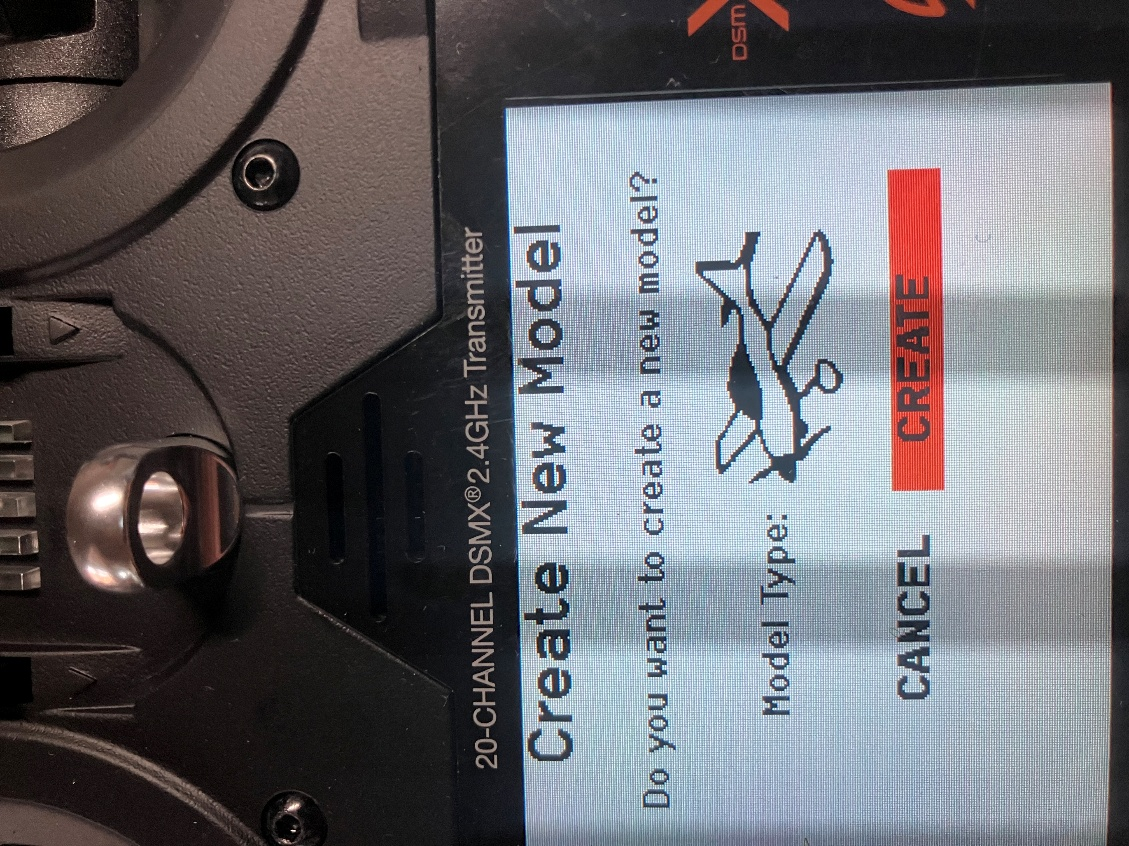 20-CHANNEL DSMX® 2.4GHz Transmitter
DSM
X
Create New Model
Do you want to create a new model?
Model Type:
CANCEL CREATE